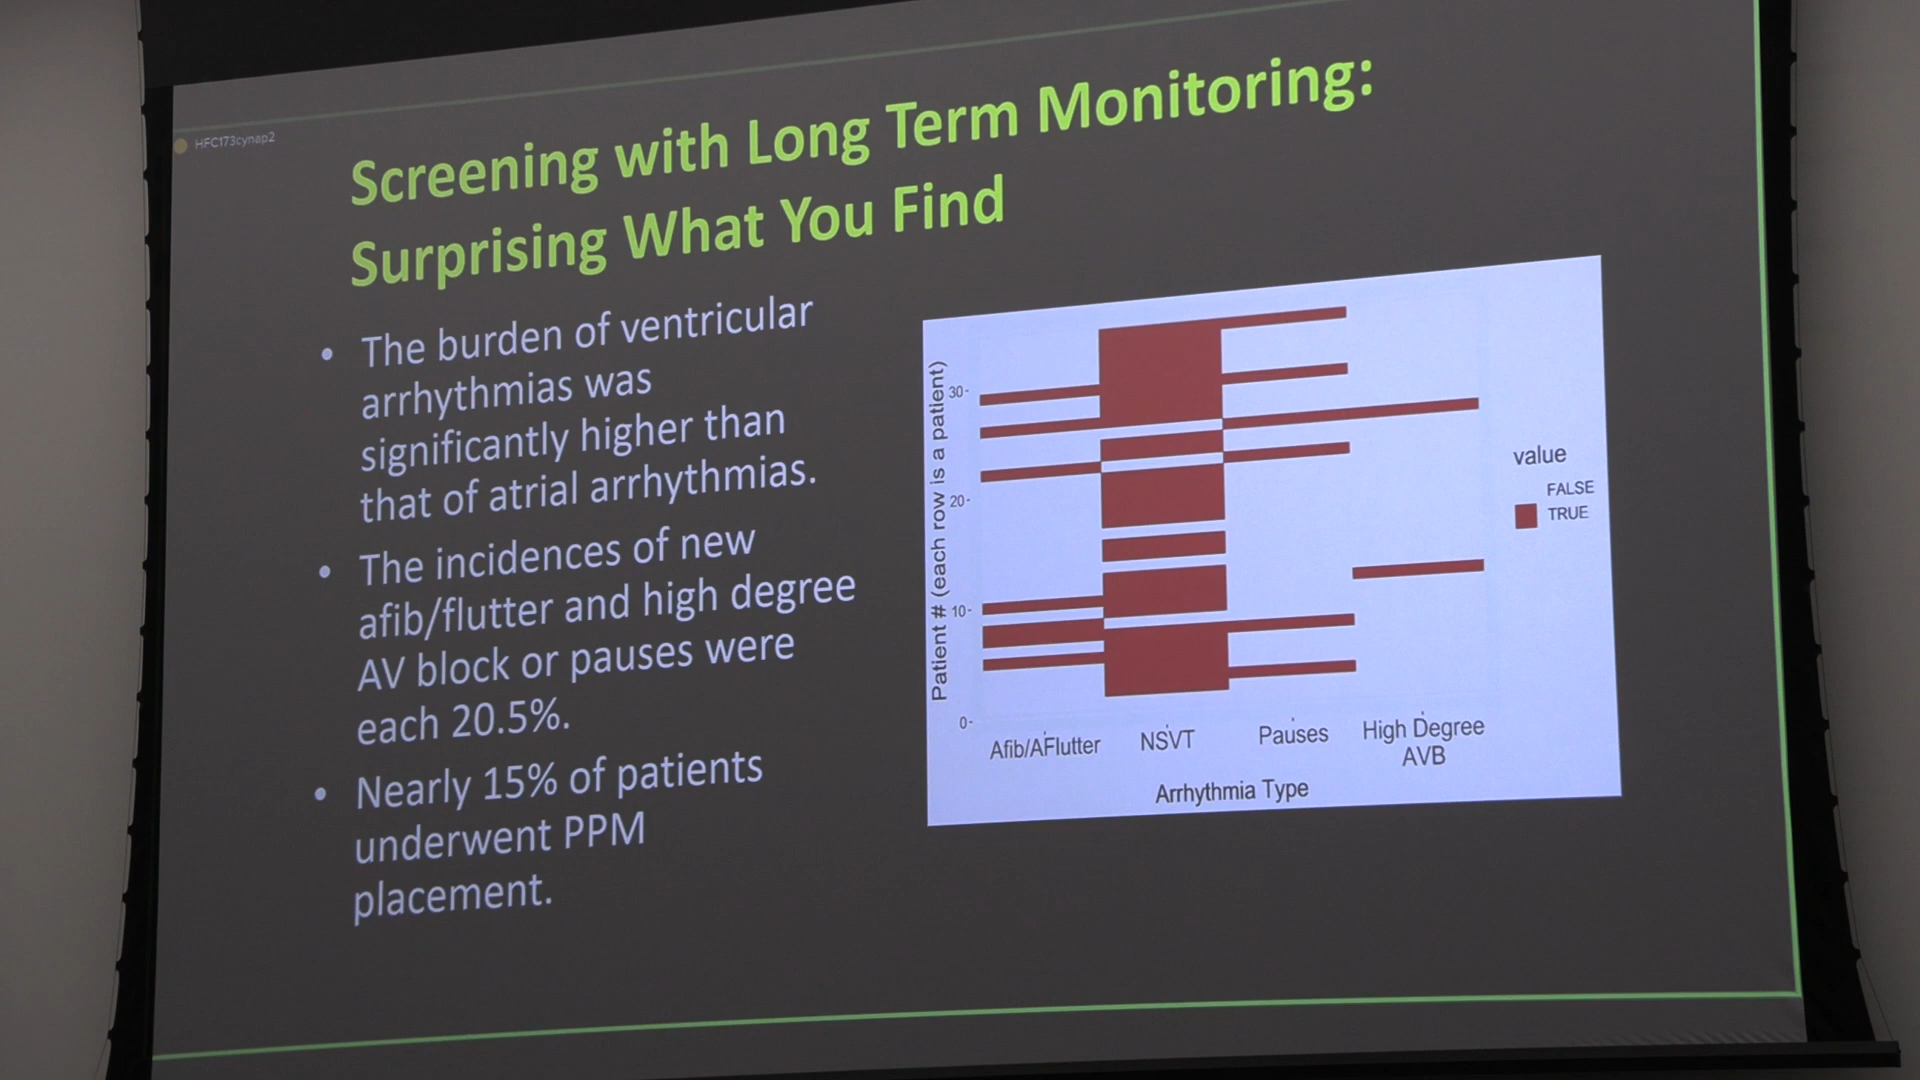 HFC173cynap2
Screening with Long Term Monitoring:
Surprising What You Find
• The burden of ventricular
arrhythmias was
significantly higher than
that of atrial arrhythmias.
• The incidences of new
afib/flutter and high degree
AV block or pauses were
each 20.5%.
• Nearly 15% of patients
underwent PPM
placement.
Patient # (each row is a patient)
30
20
10
0
Afib/AFlutter NSVT Pauses High Degree
AVB
Arrhythmia Type
value
FALSE
TRUE